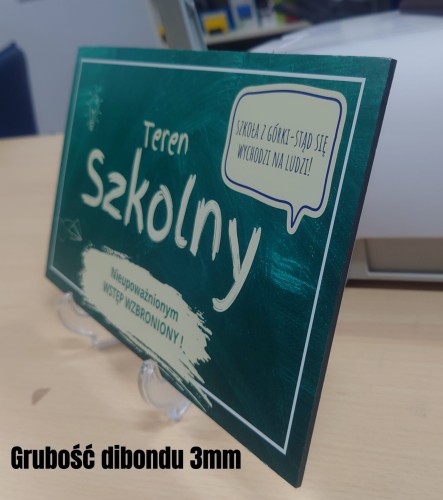 Teren
Szkolny
SZKOŁA Z GÓRKI-STĄD SIĘ
WYCHODZI NA LUDZI!
Nieupoważnionym
WSTĘP WZBRONIONY!
Grubość dibondu 3mm